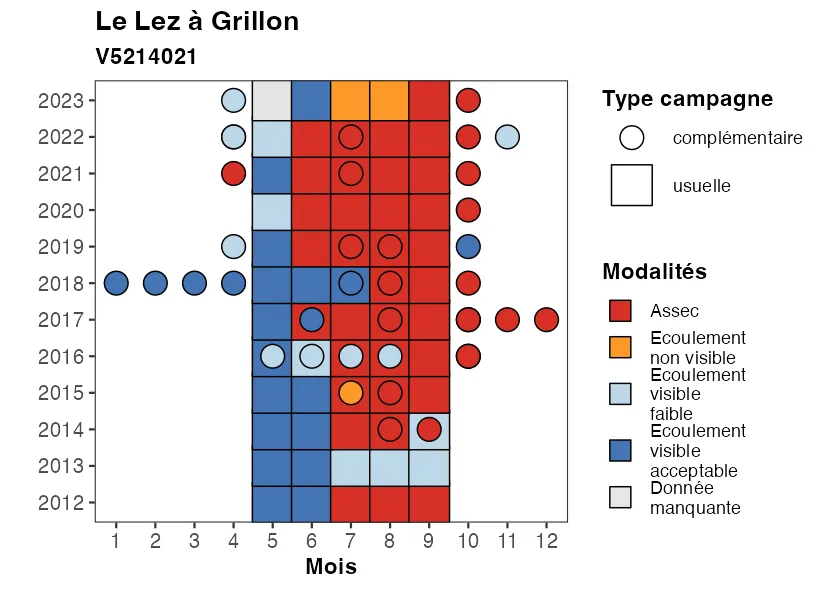 Le Lez à Grillon
V5214021
2023
2022
2021
2020
2019
2018
2017
2016
2015
2014
2013
2012
1 2 3 4 5 6 7 8 9 10 11 12
Mois
Type campagne
complémentaire
usuelle
Modalités
Assec
Ecoulement
non visible
Ecoulement
visible
faible
Ecoulement
visible
acceptable
Donnée
manquante